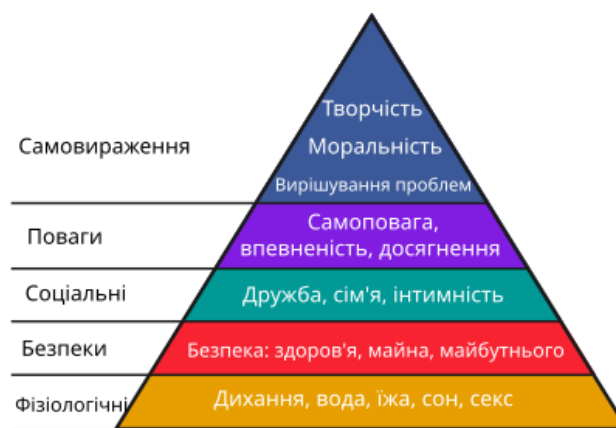 Творчість
Самовираження
Моральність
Вирішування проблем
Поваги
Самоповага,
впевненість, досягнення
Соціальні
Дружба, сім'я, інтимність
Безпеки
Безпека: здоров'я, майна, майбутнього
Фізіологічні
Дихання, вода, їжа, сон, секс